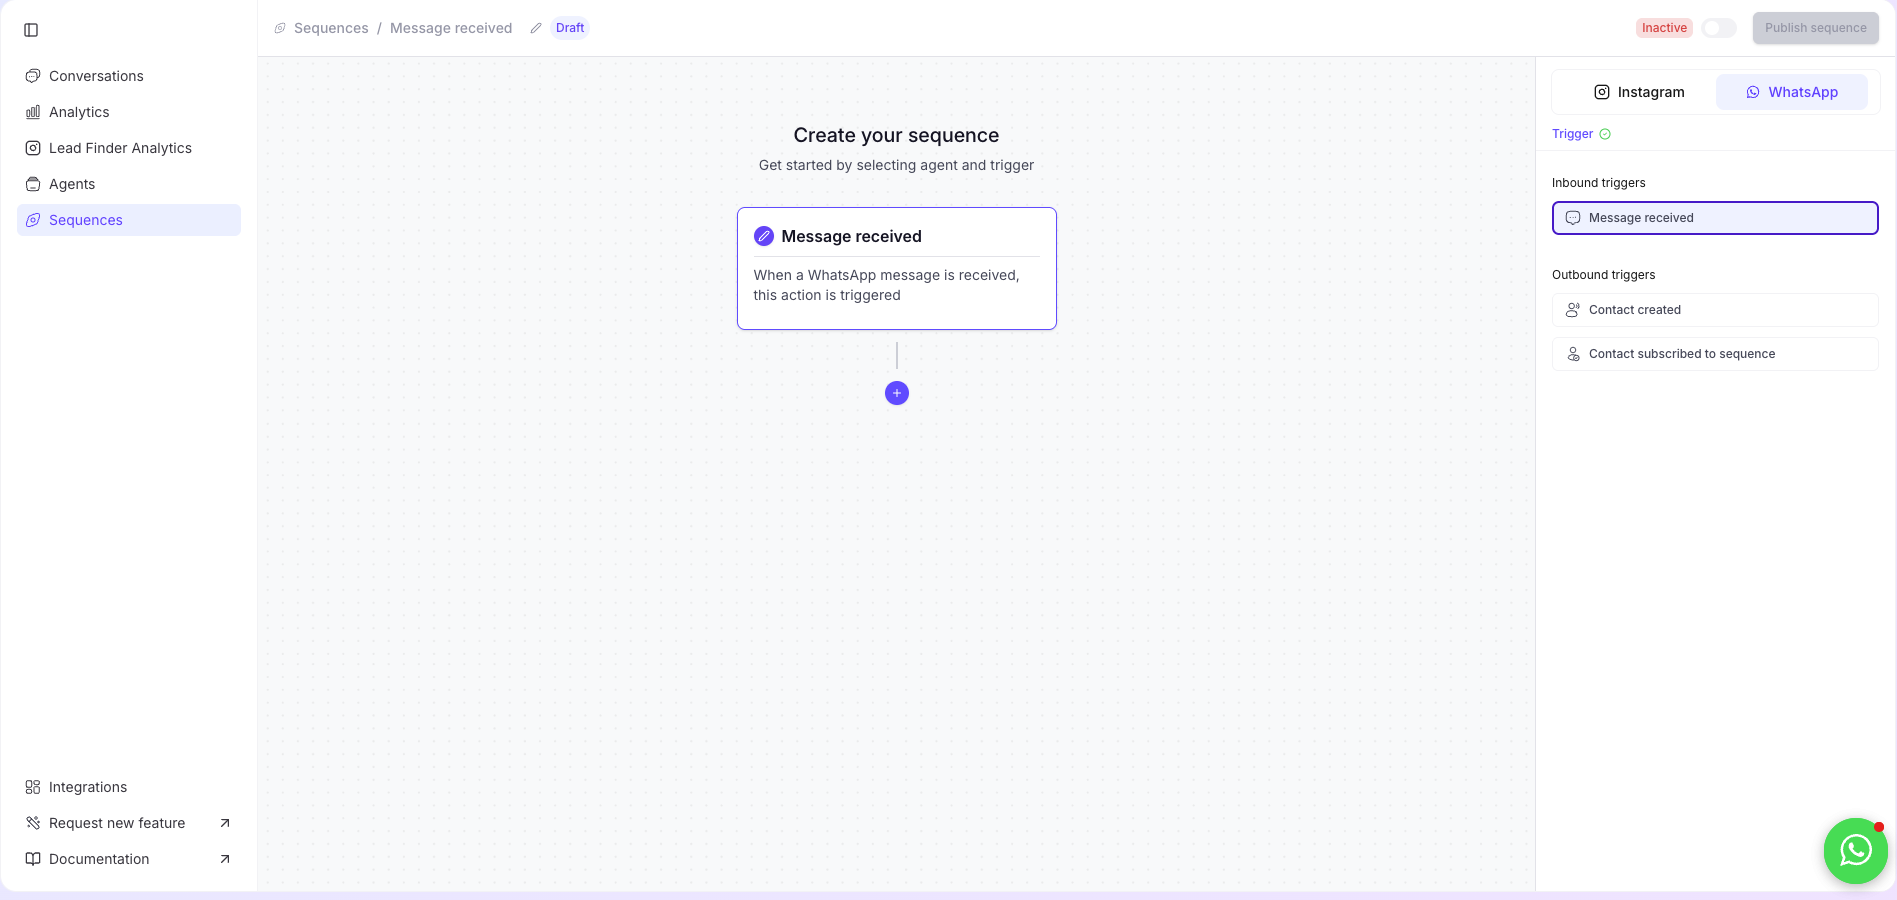 Sequences / Message received
Draft
Inactive
Publish sequence
Conversations
Analytics
Lead Finder Analytics
Agents
Sequences
Integrations
Request new feature
Documentation
Create your sequence
Get started by selecting agent and trigger
Message received
When a WhatsApp message is received,
this action is triggered
Instagram
WhatsApp
Trigger
Inbound triggers
Message received
Outbound triggers
Contact created
Contact subscribed to sequence